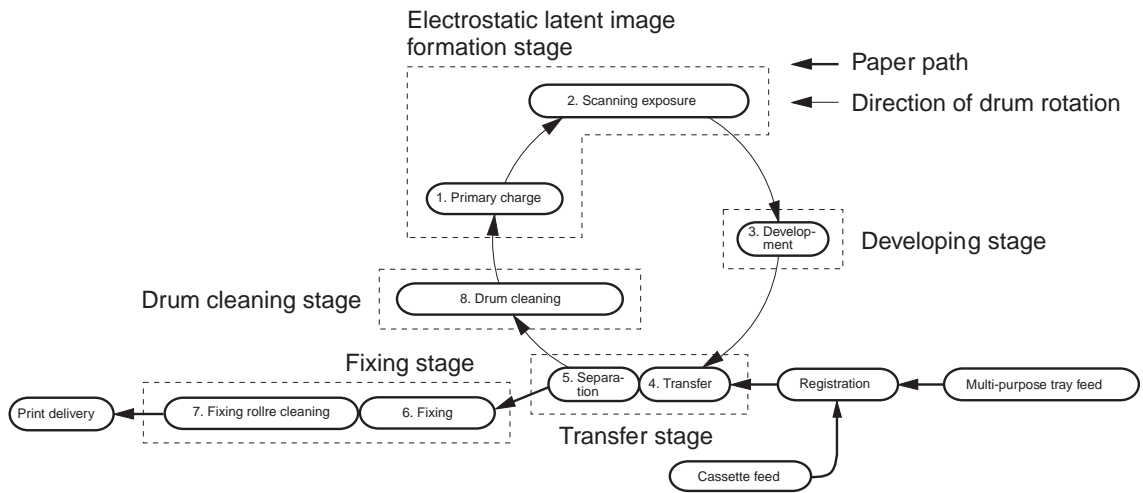 Electrostatic latent image
formation stage
Paper path
2. Scanning exposure
Direction of drum rotation
1. Primary charge
3. Develop-
ment
Developing stage
Drum cleaning stage
8. Drum cleaning
Fixing stage
5. Separa-
tion
4. Transfer
Registration
Multi-purpose tray feed
Print delivery
7. Fixing rollre cleaning
6. Fixing
Transfer stage
Cassette feed